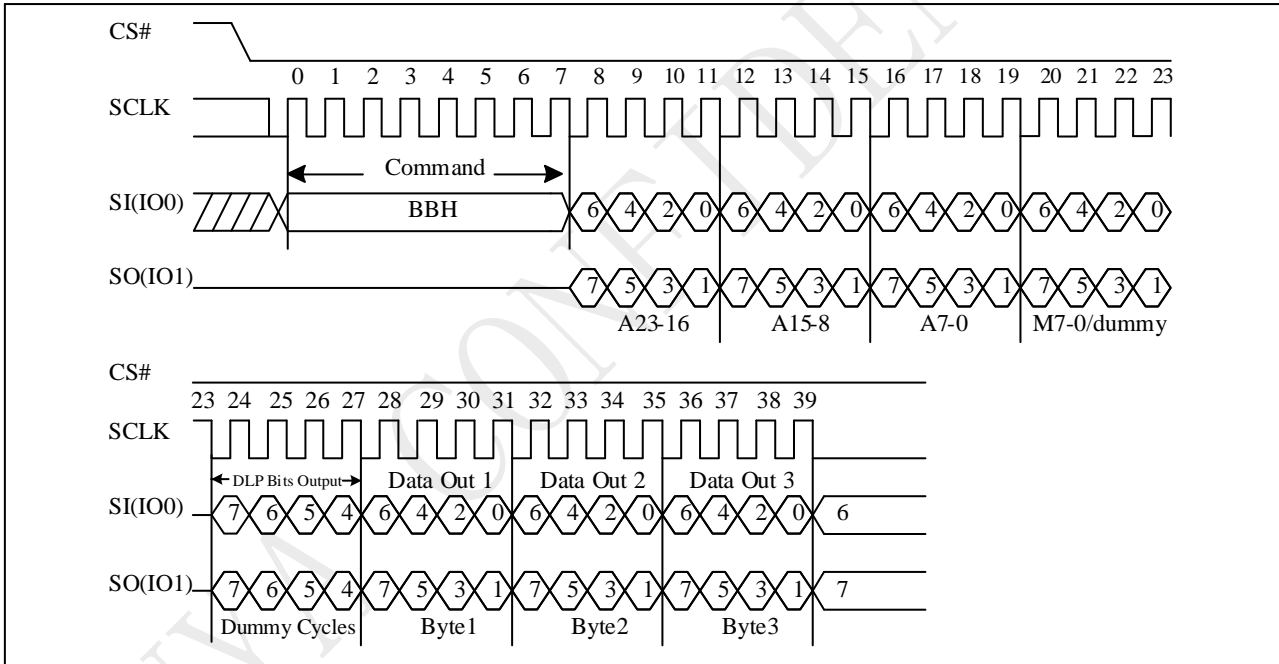 CS#
0 1 2 3 4 5 6 7 8 9 10 11 12 13 14 15 16 17 18 19 20 21 22 23
SCLK
Command
SI(IO0) BBH 6 4 2 0 6 4 2 0 6 4 2 0 6 4 2 0
SO(IO1) 7 5 3 1 7 5 3 1 7 5 3 1 7 5 3 1
A23-16 A15-8 A7-0 M7-0/dummy
CS#
23 24 25 26 27 28 29 30 31 32 33 34 35 36 37 38 39
SCLK
DLP Bits Output Data Out 1 Data Out 2 Data Out 3
SI(IO0) 7 6 5 4 6 4 2 0 6 4 2 0 6 4 2 0 6
SO(IO1) 7 6 5 4 7 5 3 1 7 5 3 1 7 5 3 1 7
Dummy Cycles Byte1 Byte2 Byte3